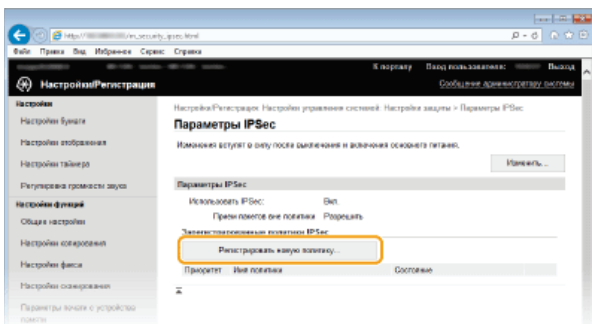 http://
/m_security_ipsec.html
Файл Правка Вид Избранное Сервис Справка
К порталу Вход пользователя: Выход
Настройки/Регистрация
Сообщение администратору системы
Настройки
Настройки бумаги
Настройки отображения
Настройки таймера
Регулировка громкости звука
Настройки функций
Общие настройки
Настройки копирования
Настройки факса
Настройки сканирования
Параметры печати с устройства
памяти
Настройки/Регистрация: Настройки управления системой: Настройки защиты > Параметры IPSec
Параметры IPSec
Изменения вступят в силу после выключения и включения основного питания.
Изменить...
Параметры IPSec
Использовать IPSec: Вкл.
Прием пакетов вне политики Разрешить
Зарегистрированные политики IPSec
Регистрировать новую политику...
Приоритет Имя политики Состояние